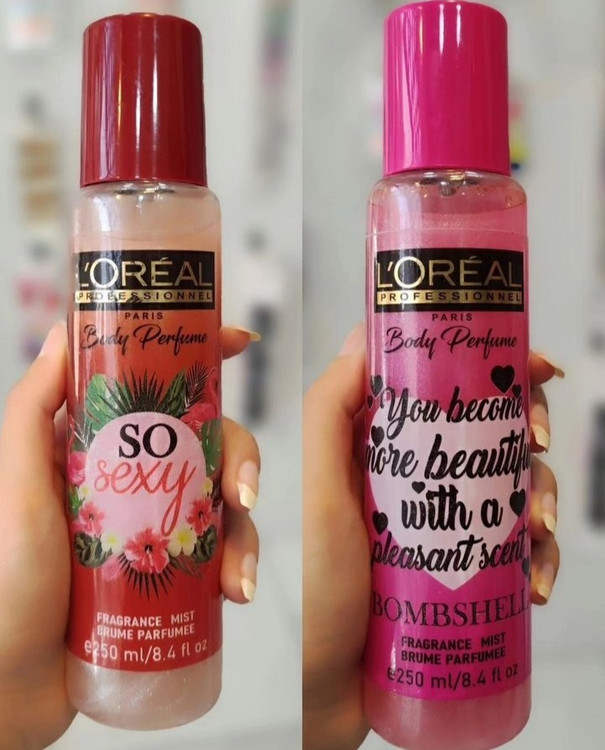 L'ORÉAL
PROFESSIONNEL
PARIS
Body Perfume
SO
sexy
FRAGRANCE MIST
BRUME PARFUMEE
e250 ml/8.4 fl oz
L'ORÉAL
PROFESSIONNEL
PARIS
Body Perfume
You become
more beautiful
with a
pleasant scent
BOMBSHELL
FRAGRANCE MIST
BRUME PARFUMEE
e250 ml/8.4 fl oz